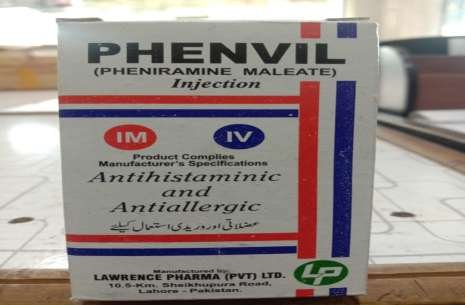 PHENVIL
(PHENIRAMINE MALEATE)
Injection
IM IV
Product Complies
Manufacturer's Specifications
Antihistaminic
and
Antiallergic
عضلاتی اور وریدی استعمال کیلئے
Manufactured by:
LAWRENCE PHARMA (PVT) LTD.
10.5-Km, Sheikhupura Road,
Lahore - Pakistan.
LP